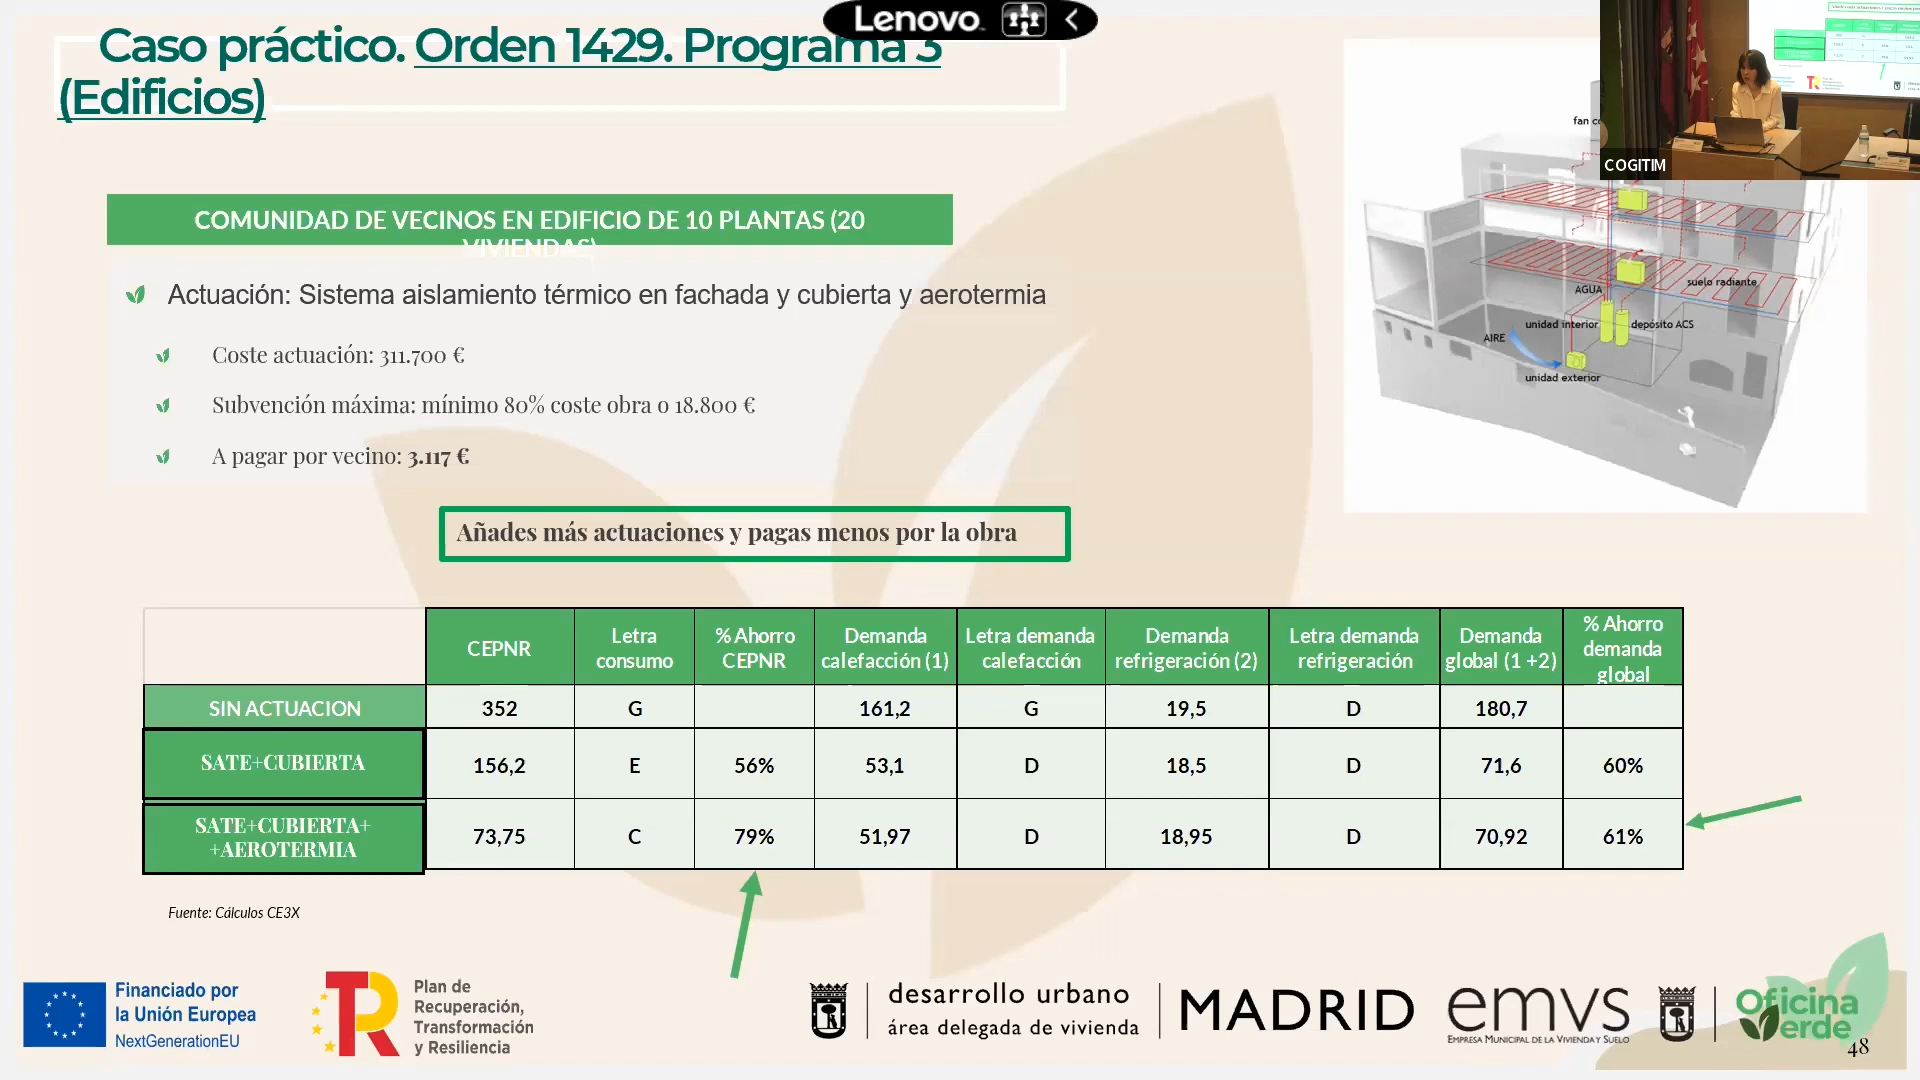 Lenovo
Caso práctico. Orden 1429. Programa 3
(Edificios)
COGITIM
COMUNIDAD DE VECINOS EN EDIFICIO DE 10 PLANTAS (20
VIVIENDAS)
Actuación: Sistema aislamiento térmico en fachada y cubierta y aerotermia
Coste actuación: 311.700 €
Subvención máxima: mínimo 80% coste obra o 18.800 €
A pagar por vecino: 3.117 €
Añades más actuaciones y pagas menos por la obra
fan
AGUA
suelo radiante
unidad interior
depósito ACS
AIRE
unidad exterior
CEPNR
Letra
consumo
% Ahorro
CEPNR
Demanda
calefacción (1)
Letra demanda
calefacción
Demanda
refrigeración (2)
Letra demanda
refrigeración
Demanda
global (1 +2)
% Ahorro
demanda
global
SIN ACTUACION 352 G 161,2 G 19,5 D 180,7
SATE+CUBIERTA 156,2 E 56% 53,1 D 18,5 D 71,6 60%
SATE+CUBIERTA+
+AEROTERMIA 73,75 C 79% 51,97 D 18,95 D 70,92 61%
Fuente: Cálculos CE3X
Financiado por
la Unión Europea
NextGenerationEU
TR
Plan de
Recuperación,
Transformación
y Resiliencia
desarrollo urbano
área delegada de vivienda
MADRID
emvs
EMPRESA MUNICIPAL DE LA VIVIENDA Y SUELO
Oficina
Verde
48